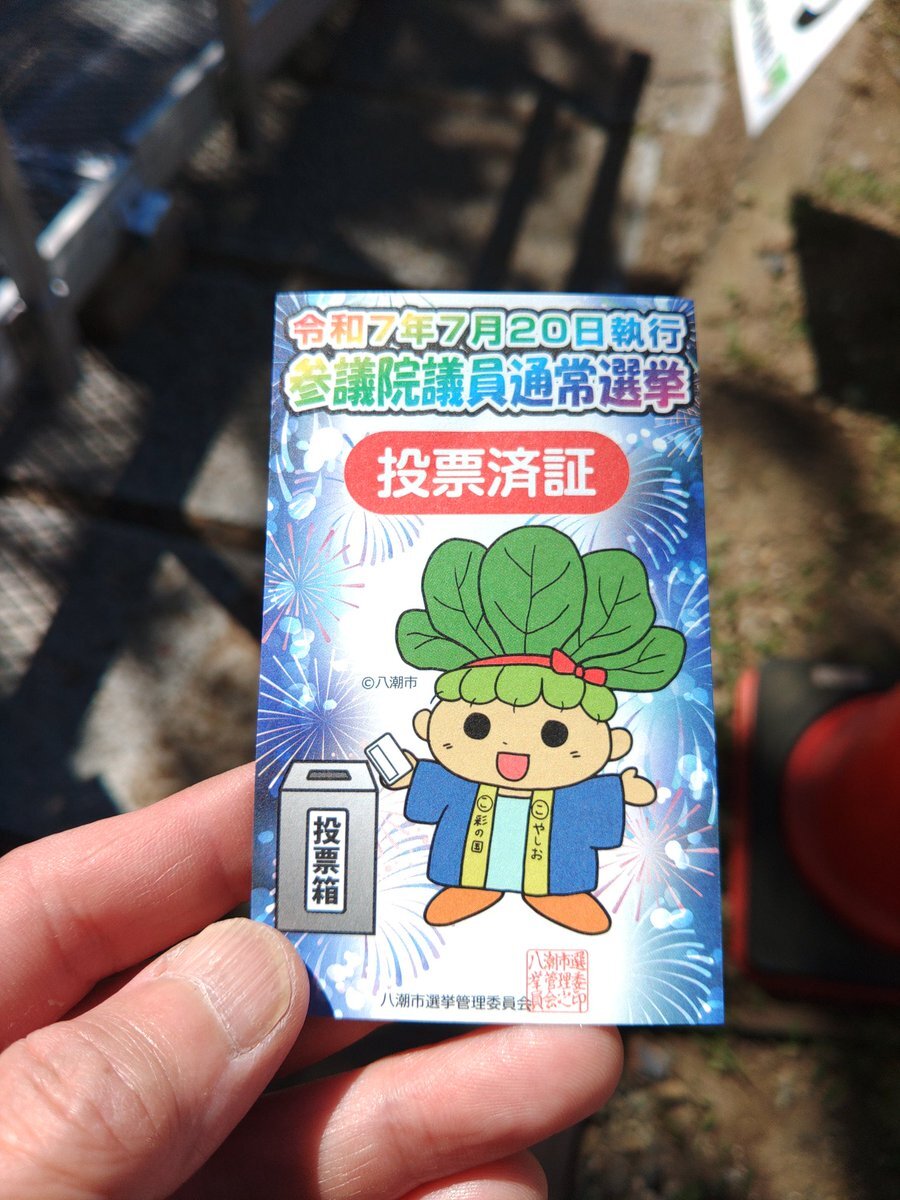 令和7年7月20日執行
参議院議員通常選挙
投票済証
©八潮市
投票箱
彩の国
やしお
八潮市選挙管理委員会
八潮市選
挙管理委
員会之印